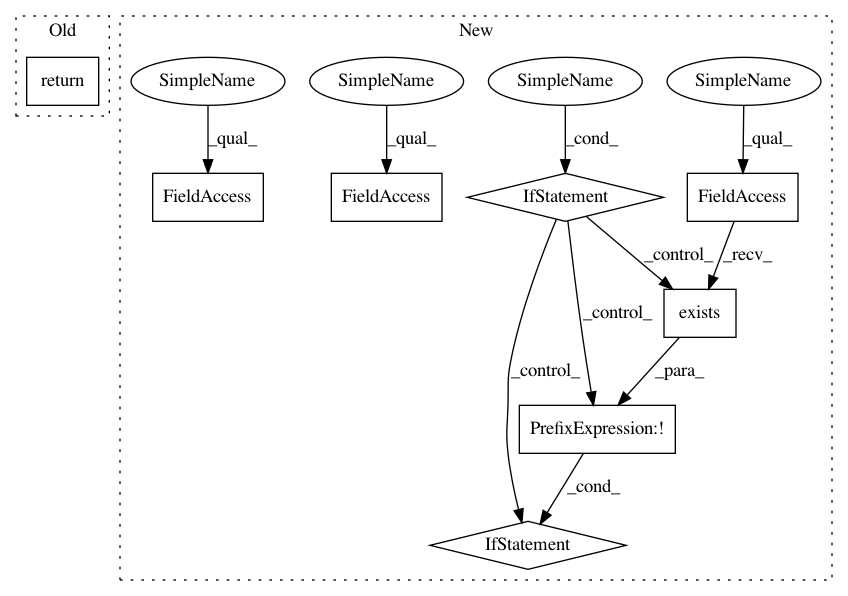 Old
New
return
SimpleName
SimpleName
SimpleName
SimpleName
_qual_
_qual_
_cond_
_qual_
FieldAccess
FieldAccess
IfStatement
FieldAccess
_control_
_recv_
_control_
exists
_control_
_para_
PrefixExpression:!
_cond_
IfStatement